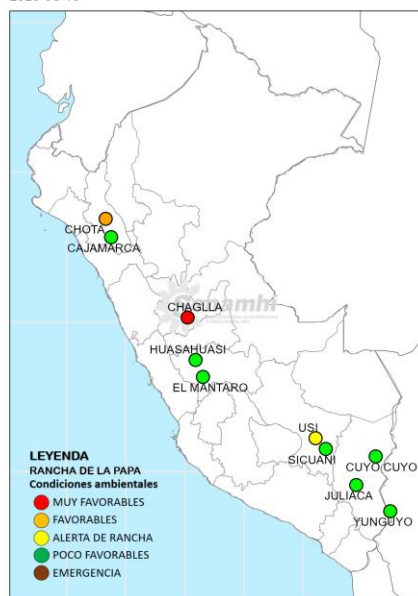 CHOTA
CAJAMARCA
CHAGLLA
HUASAHUASI
EL MANTARO
USI
SICUANI
CUYO CUYO
JULIACA
YUNGUYO
LEYENDA
RANCHA DE LA PAPA
Condiciones ambientales
MUY FAVORABLES
FAVORABLES
ALERTA DE RANCHA
POCO FAVORABLES
EMERGENCIA